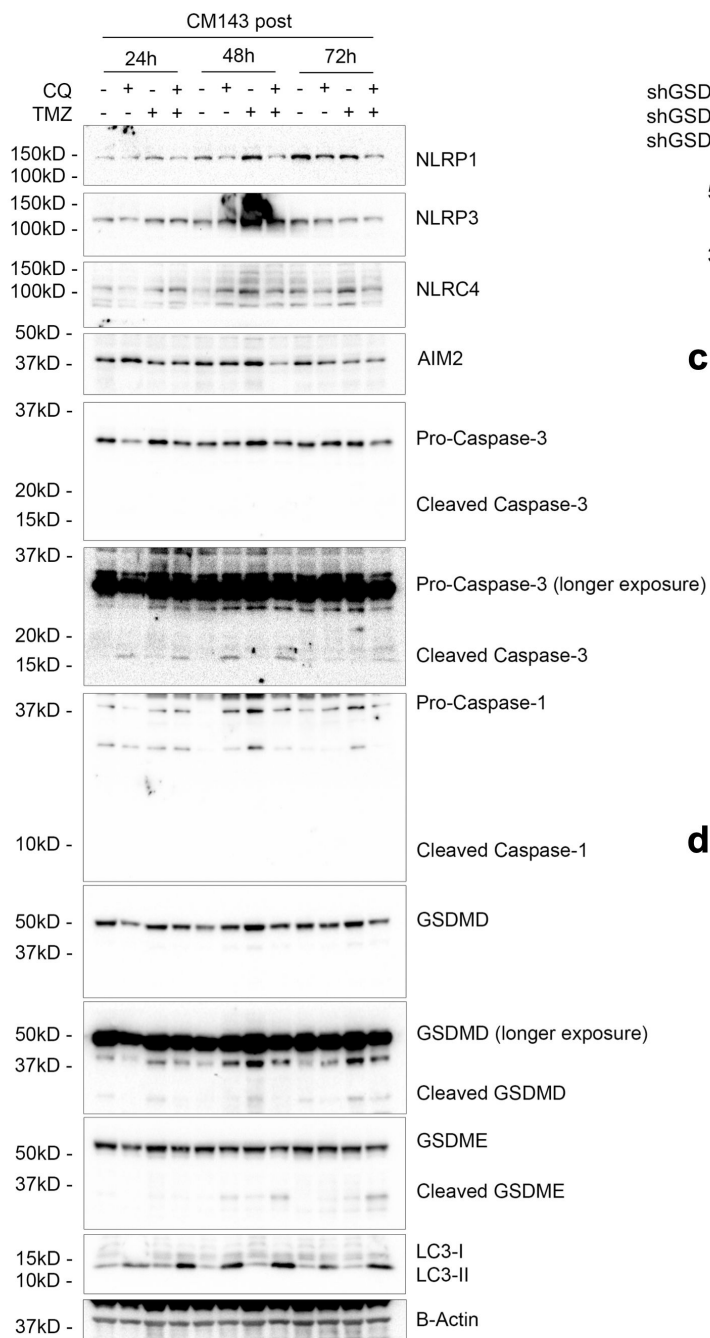 CM143 post
24h 48h 72h
CQ - + - + - + - + - + - +
TMZ - - + + - - + + - - + +
shGSD
shGSD
shGSD
150kD -
100kD -
NLRP1
150kD -
100kD -
NLRP3
150kD -
100kD -
NLRC4
50kD -
37kD -
AIM2
c
37kD -
Pro-Caspase-3
20kD -
15kD -
Cleaved Caspase-3
37kD -
Pro-Caspase-3 (longer exposure)
20kD -
15kD -
Cleaved Caspase-3
37kD -
Pro-Caspase-1
10kD -
Cleaved Caspase-1
d
50kD -
37kD -
GSDMD
50kD -
37kD -
GSDMD (longer exposure)
Cleaved GSDMD
50kD -
37kD -
GSDME
Cleaved GSDME
15kD -
10kD -
LC3-I
LC3-II
37kD -
B-Actin